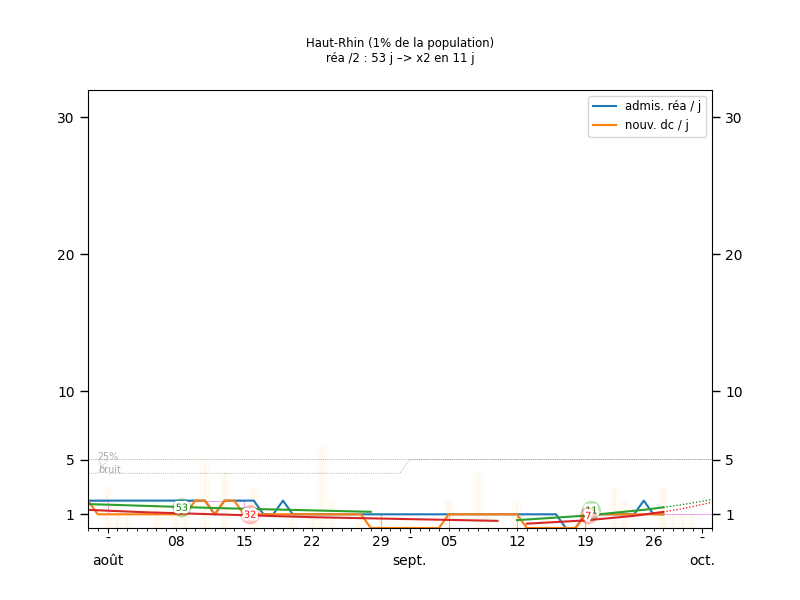 Haut-Rhin (1% de la population)
réa /2 : 53 j –> x2 en 11 j
admis. réa / j
nouv. dc / j
30
30
20
20
10
10
5
5
1
1
25%
bruit
53
32
11
7
- 08 15 22 29 - 05 12 19 26 -
août sept. oct.